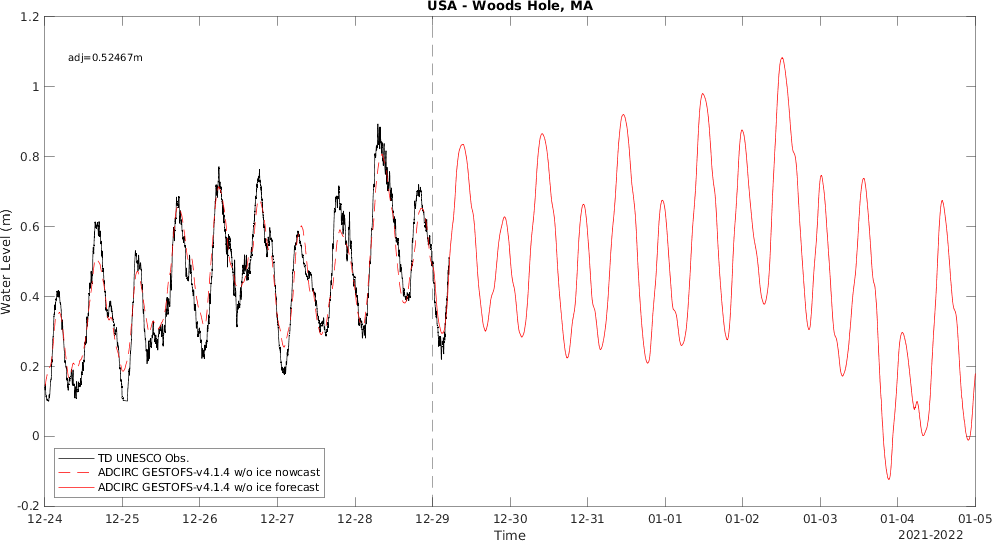 USA - Woods Hole, MA
adj=0.52467m
1.2
1
0.8
0.6
0.4
0.2
0
-0.2
Water Level (m)
TD UNESCO Obs.
ADCIRC GESTOFS-v4.1.4 w/o ice nowcast
ADCIRC GESTOFS-v4.1.4 w/o ice forecast
12-24 12-25 12-26 12-27 12-28 12-29 12-30 12-31 01-01 01-02 01-03 01-04 01-05
Time
2021-2022